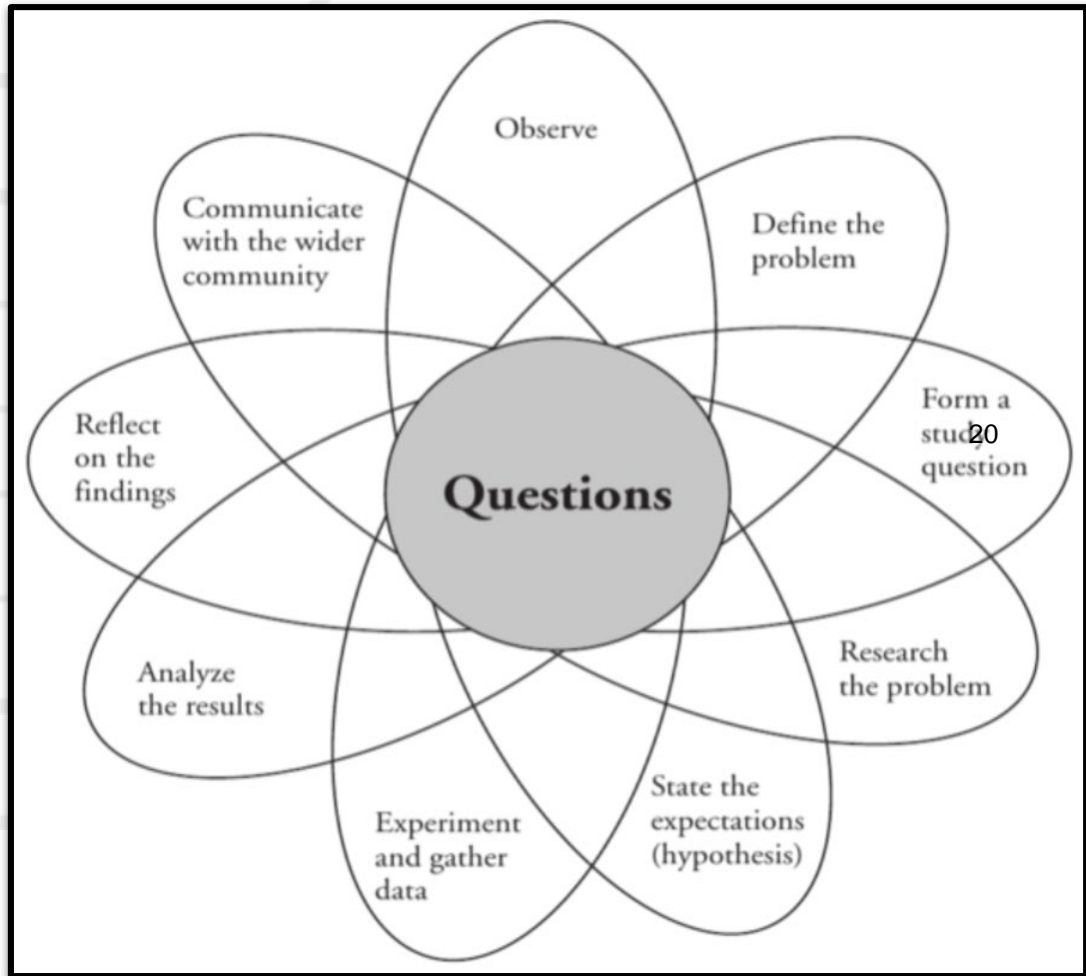 Observe
Define the
problem
Form a
study
20
question
Research
the problem
State the
expectations
(hypothesis)
Experiment
and gather
data
Analyze
the results
Reflect
on the
findings
Communicate
with the wider
community
Questions